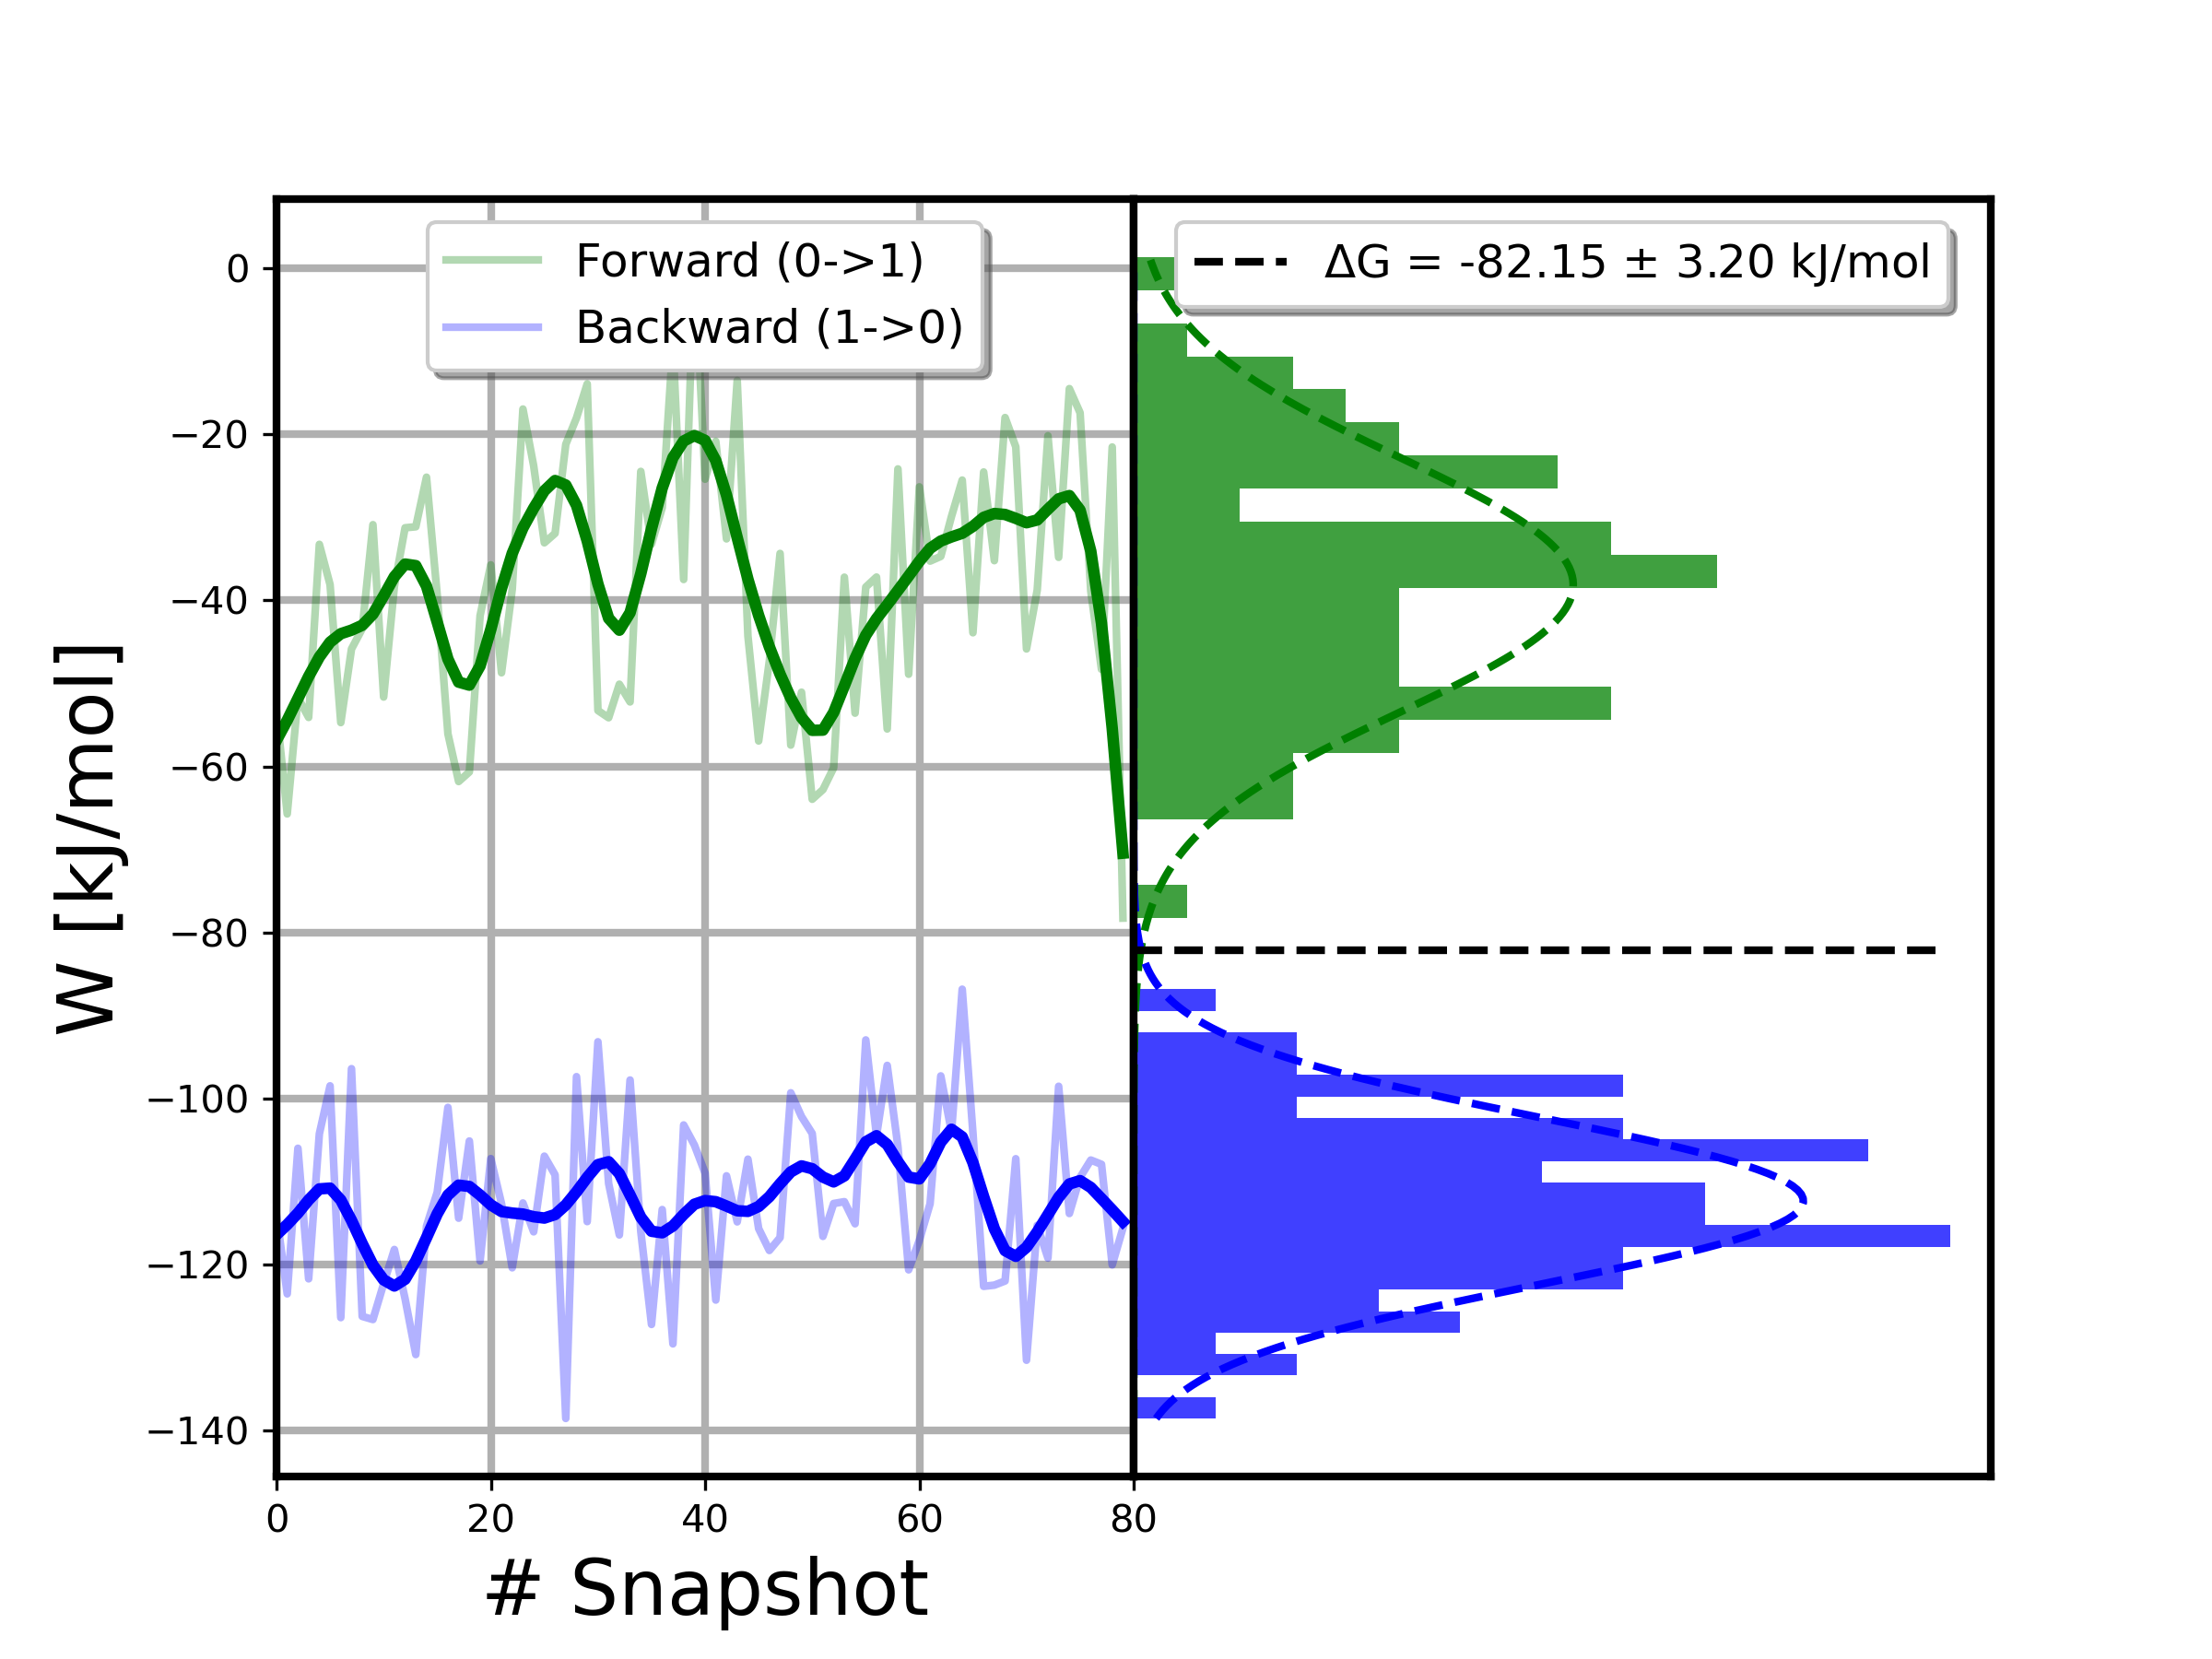 Forward (0->1)
Backward (1->0)
ΔG = -82.15 ± 3.20 kJ/mol
W [kJ/mol]
0
−20
−40
−60
−80
−100
−120
−140
0 20 40 60 80
# Snapshot